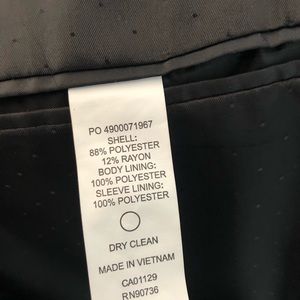 PO 4900071967
SHELL:
88% POLYESTER
12% RAYON
BODY LINING:
100% POLYESTER
SLEEVE LINING:
100% POLYESTER
DRY CLEAN
MADE IN VIETNAM
CA01129
RN90736